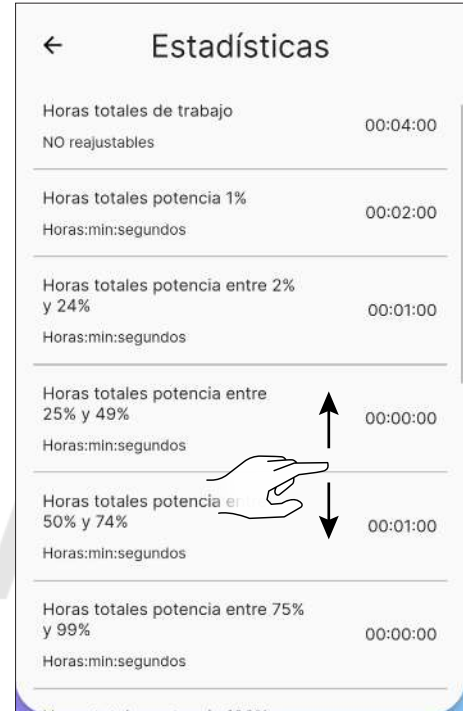 Estadísticas
Horas totales de trabajo
00:04:00
NO reajustables
Horas totales potencia 1%
00:02:00
Horas:min:segundos
Horas totales potencia entre 2%
y 24%
00:01:00
Horas:min:segundos
Horas totales potencia entre
25% y 49%
00:00:00
Horas:min:segundos
Horas totales potencia
50% y 74%
00:01:00
Horas:min:segundos
Horas totales potencia entre 75%
y 99%
00:00:00
Horas:min:segundos